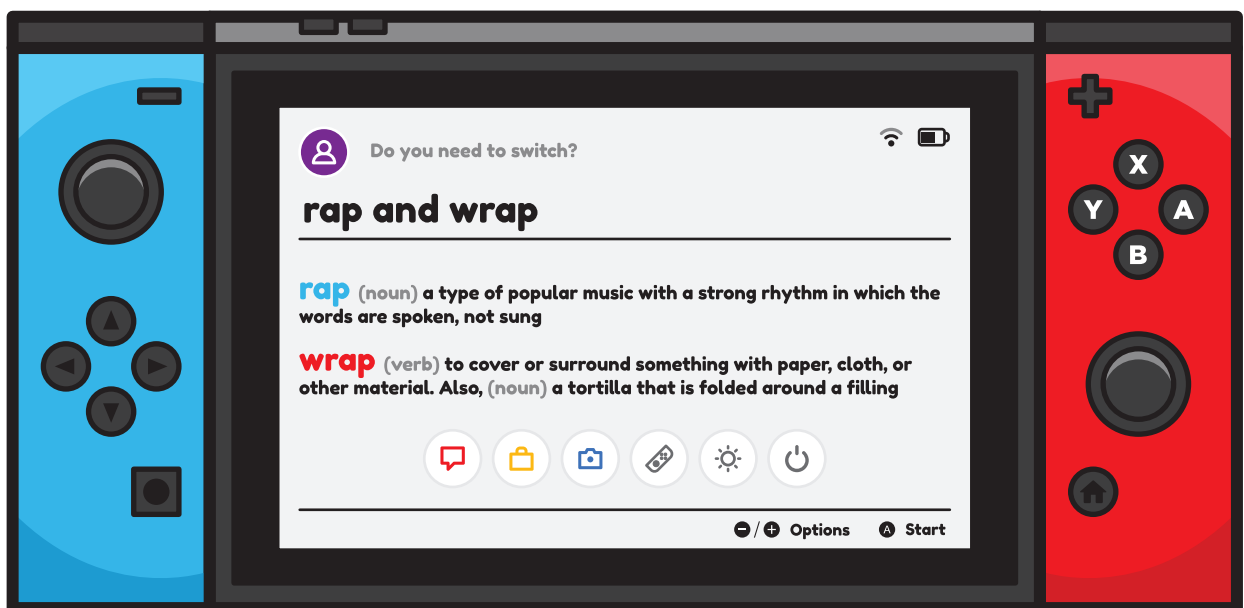 Do you need to switch?
rap and wrap
X
Y
A
B
rap (noun) a type of popular music with a strong rhythm in which the
words are spoken, not sung
wrap (verb) to cover or surround something with paper, cloth, or
other material. Also, (noun) a tortilla that is folded around a filling
/ Options A Start